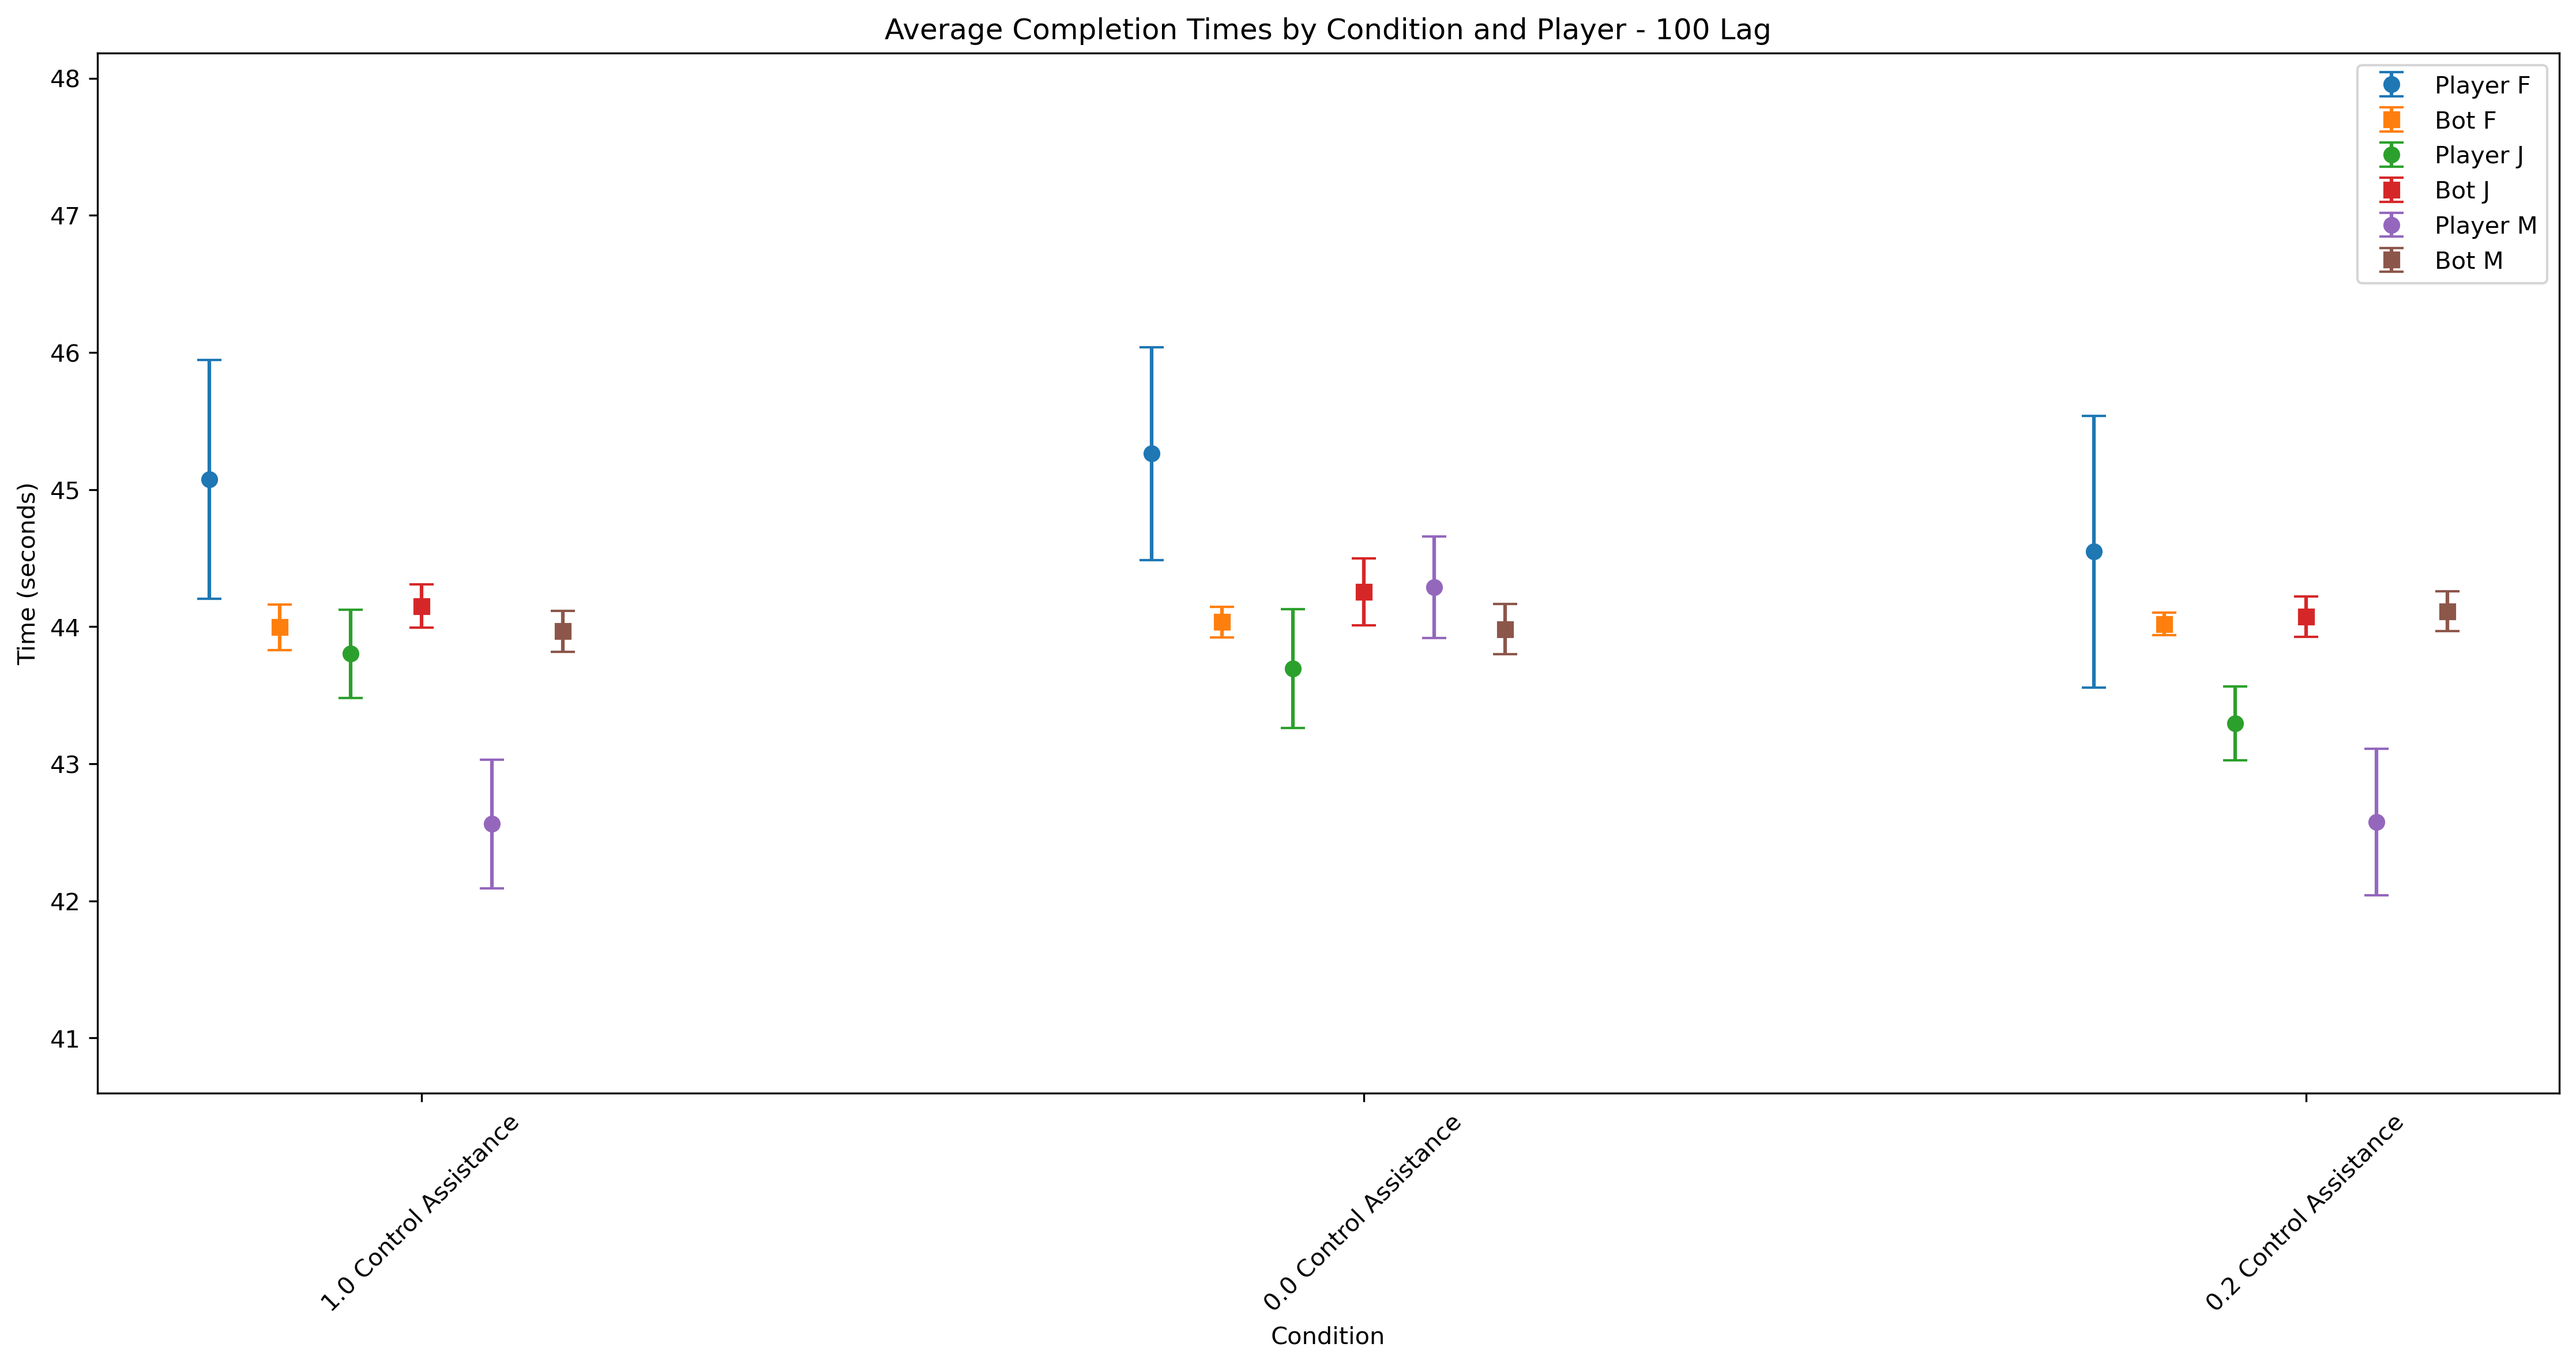 Average Completion Times by Condition and Player - 100 Lag
Time (seconds)
48
47
46
45
44
43
42
41
Player F
Bot F
Player J
Bot J
Player M
Bot M
1.0 Control Assistance
0.0 Control Assistance
0.2 Control Assistance
Condition